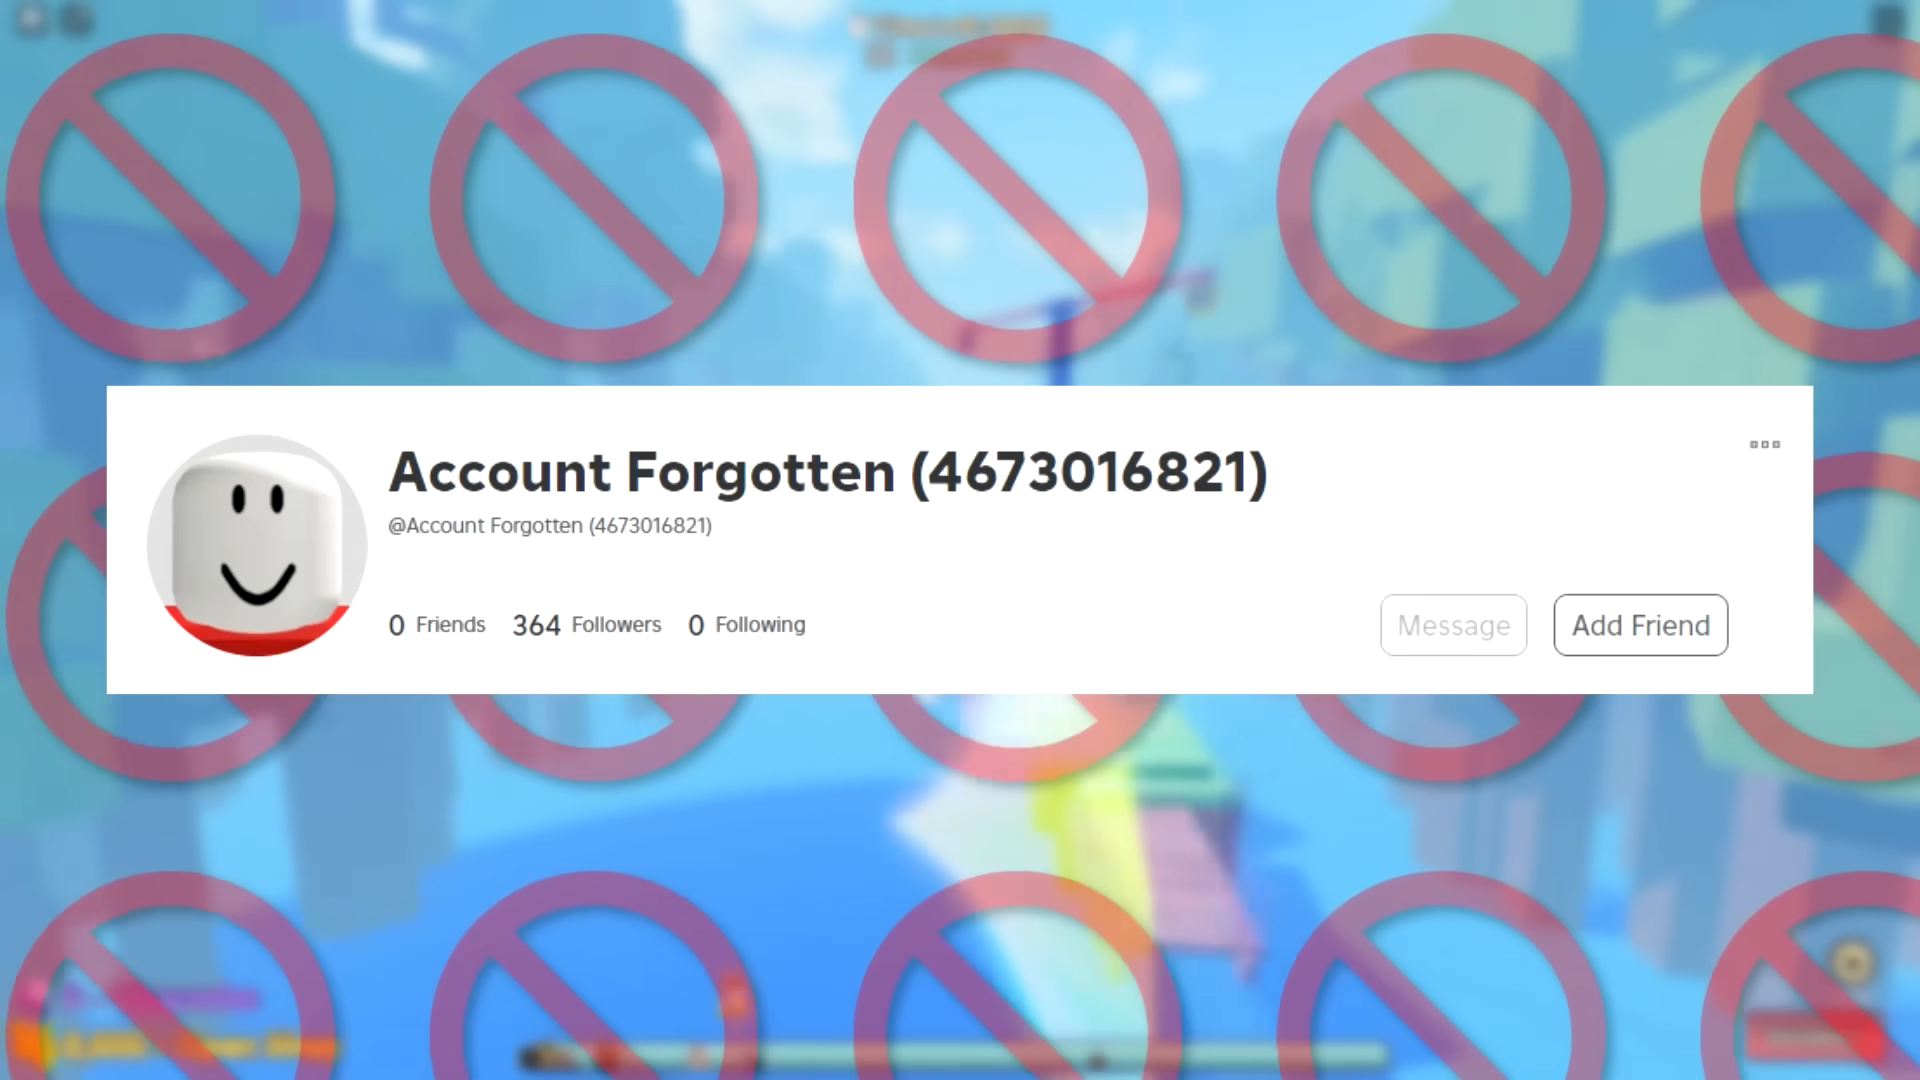 Account Forgotten (4673016821)
@Account Forgotten (4673016821)
0 Friends 364 Followers 0 Following
Message Add Friend